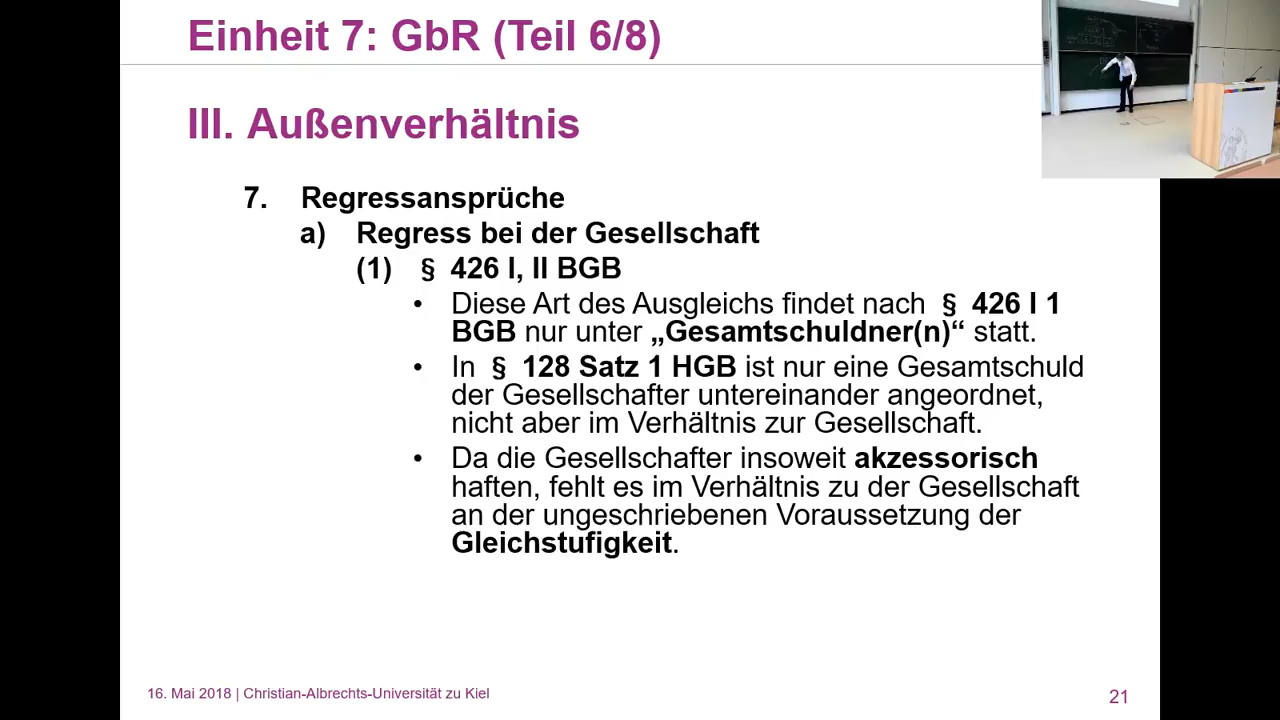 Einheit 7: GbR (Teil 6/8)
III. Außenverhältnis
7. Regressansprüche
a) Regress bei der Gesellschaft
(1) § 426 I, II BGB
• Diese Art des Ausgleichs findet nach § 426 I 1
BGB nur unter „Gesamtschuldner(n)“ statt.
• In § 128 Satz 1 HGB ist nur eine Gesamtschuld
der Gesellschafter untereinander angeordnet,
nicht aber im Verhältnis zur Gesellschaft.
• Da die Gesellschafter insoweit akzessorisch
haften, fehlt es im Verhältnis zu der Gesellschaft
an der ungeschriebenen Voraussetzung der
Gleichstufigkeit.
16. Mai 2018 | Christian-Albrechts-Universität zu Kiel
21